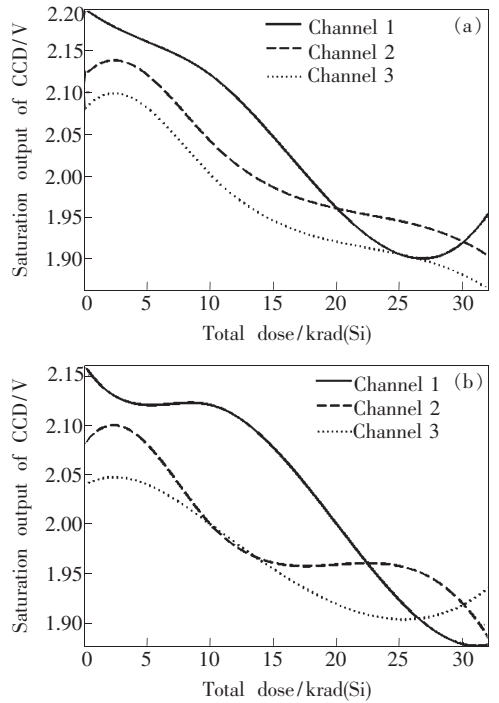 (a)
Channel 1
Channel 2
Channel 3
Saturation output of CCD/V
2.20
2.10
2.05
2.00
1.95
1.90
0 5 10 15 20 25 30
Total dose/krad(Si)
(b)
Channel 1
Channel 2
Channel 3
Saturation output of CCD/V
2.15
2.10
2.05
2.00
1.95
1.90
0 5 10 15 20 25 30
Total dose/krad(Si)